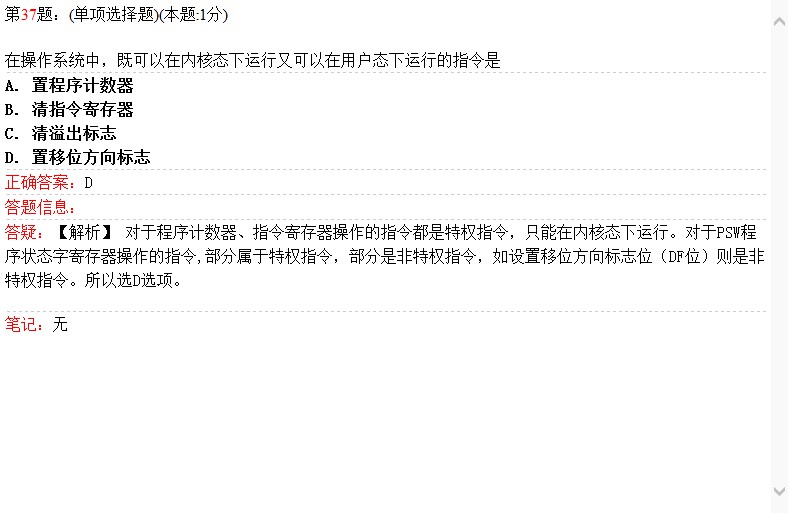 第37题：(单项选择题)(本题:1分)
在操作系统中，既可以在内核态下运行又可以在用户态下运行的指令是
A. 置程序计数器
B. 清指令寄存器
C. 清溢出标志
D. 置移位方向标志
正确答案：D
答题信息：
答疑：【解析】 对于程序计数器、指令寄存器操作的指令都是特权指令，只能在内核态下运行。对于PSW程
序状态字寄存器操作的指令,部分属于特权指令，部分是非特权指令，如设置移位方向标志位（DF位）则是非
特权指令。所以选D选项。
笔记：无